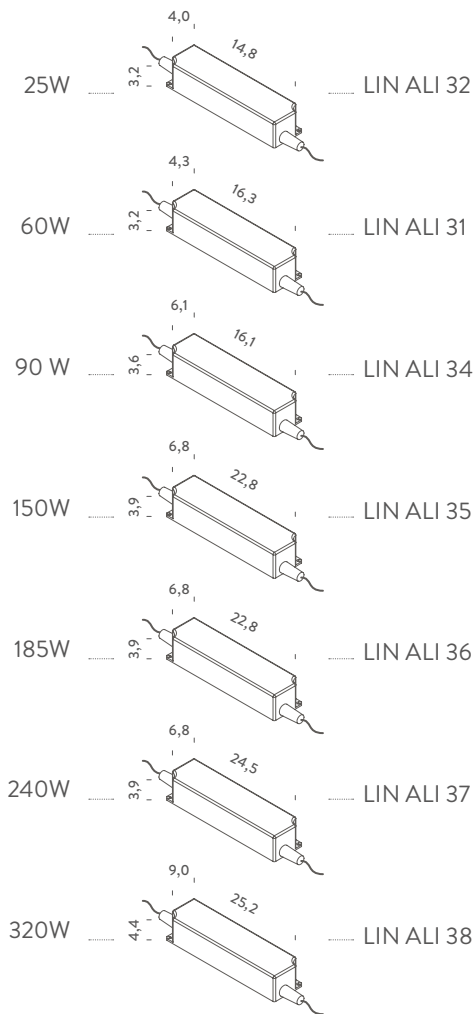 4,0
14,8
3,2
25W
LIN ALI 32
4,3
16,3
3,2
60W
LIN ALI 31
6,1
16,1
3,6
90 W
LIN ALI 34
6,8
22,8
3,9
150W
LIN ALI 35
6,8
22,8
3,9
185W
LIN ALI 36
6,8
24,5
3,9
240W
LIN ALI 37
9,0
25,2
4,4
320W
LIN ALI 38